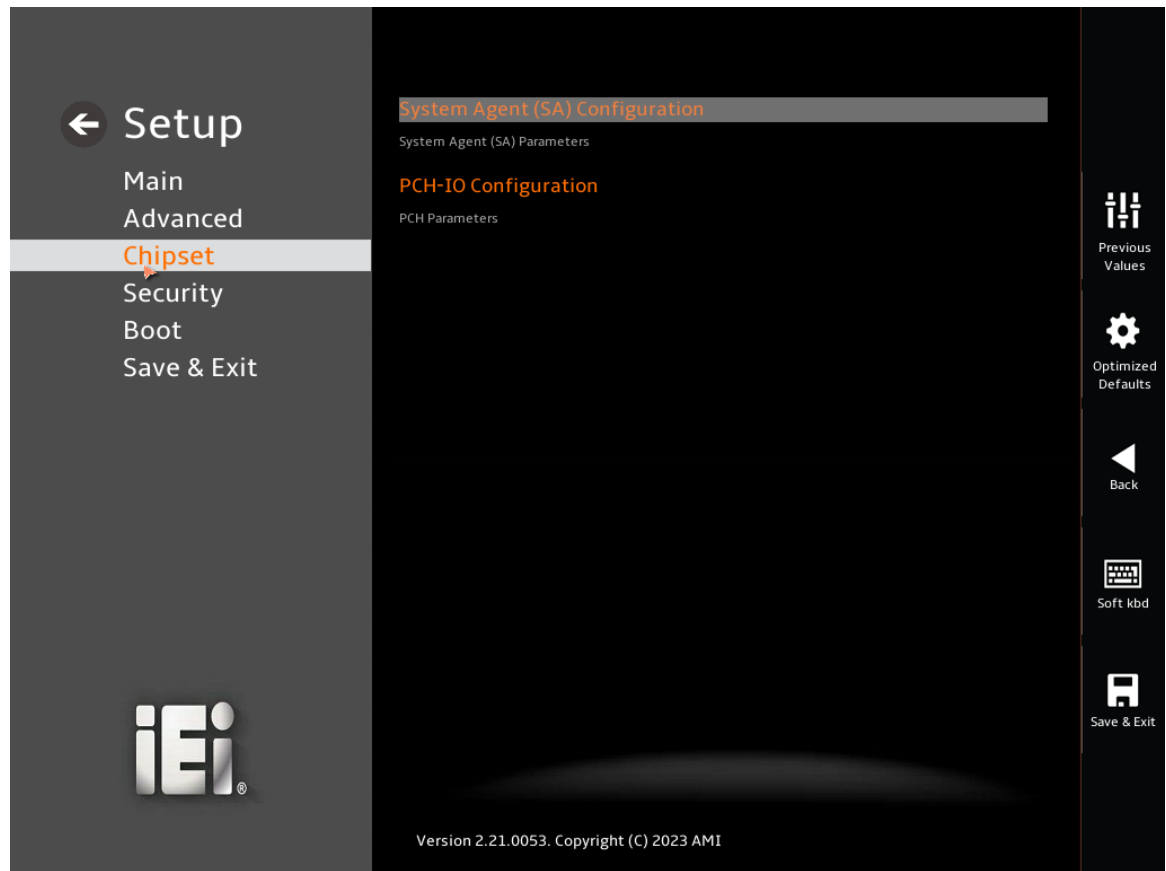 Setup
Main
Advanced
Chipset
Security
Boot
Save & Exit
System Agent (SA) Configuration
System Agent (SA) Parameters
PCH-IO Configuration
PCH Parameters
Previous
Values
Optimized
Defaults
Back
Soft kbd
Save & Exit
iEi®
Version 2.21.0053. Copyright (C) 2023 AMI